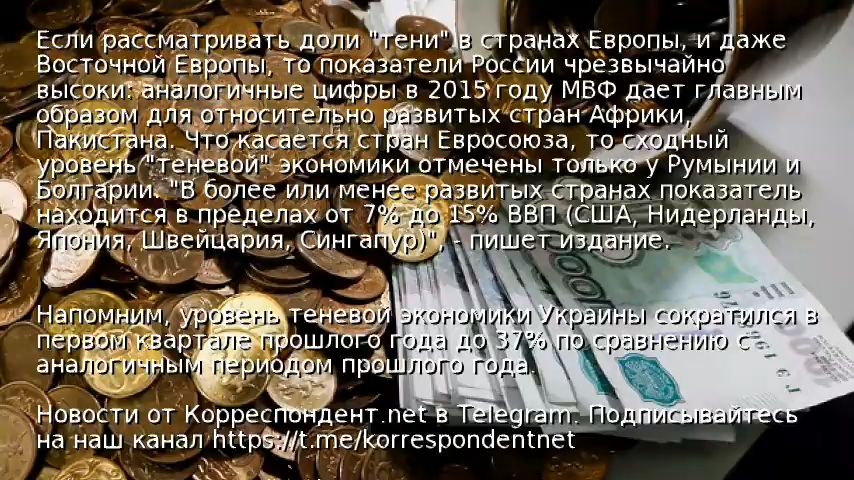 Если рассматривать доли "тени" в странах Европы, и даже
Восточной Европы, то показатели России чрезвычайно
высоки: аналогичные цифры в 2015 году МВФ дает главным
образом для относительно развитых стран Африки,
Пакистана. Что касается стран Евросоюза, то сходный
уровень "теневой" экономики отмечены только у Румынии и
Болгарии. "В более или менее развитых странах показатель
находится в пределах от 7% до 15% ВВП (США, Нидерланды,
Япония, Швейцария, Сингапур)", - пишет издание.
Напомним, уровень теневой экономики Украины сократился в
первом квартале прошлого года до 37% по сравнению с
аналогичным периодом прошлого года.
Новости от Корреспондент.net в Telegram. Подписывайтесь
на наш канал https://t.me/korrespondentnet